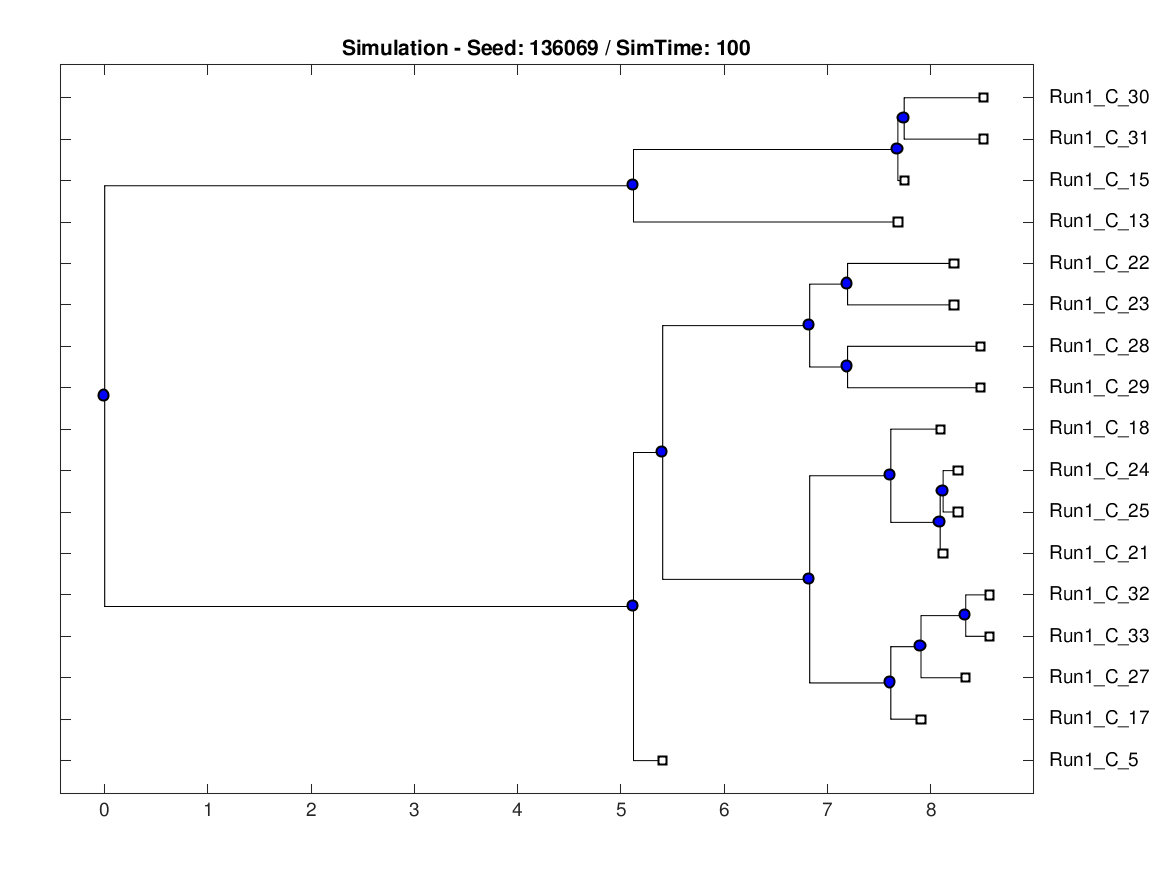 Simulation - Seed: 136069 / SimTime: 100
Run1_C_30
Run1_C_31
Run1_C_15
Run1_C_13
Run1_C_22
Run1_C_23
Run1_C_28
Run1_C_29
Run1_C_18
Run1_C_24
Run1_C_25
Run1_C_21
Run1_C_32
Run1_C_33
Run1_C_27
Run1_C_17
Run1_C_5
0 1 2 3 4 5 6 7 8